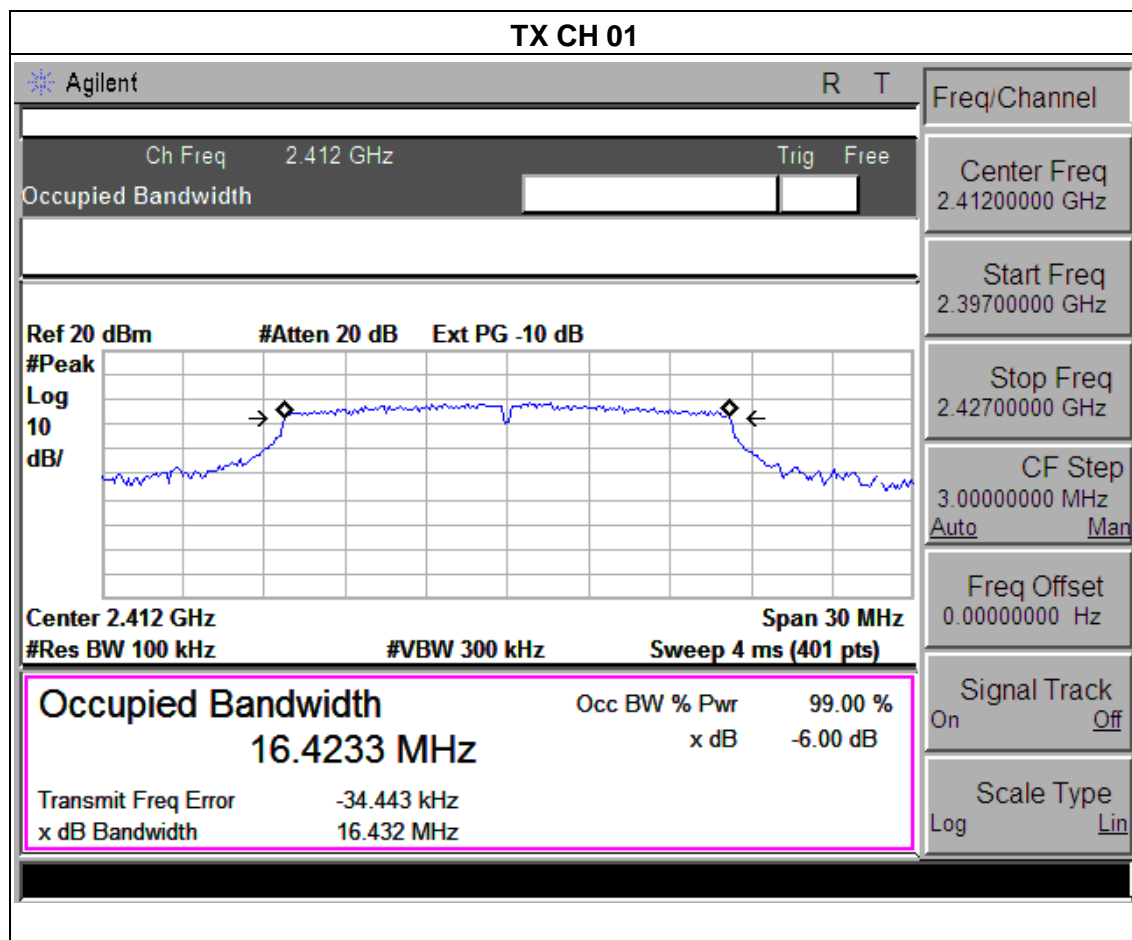 TX CH 01
Agilent R T
Freq/Channel
Ch Freq 2.412 GHz Trig Free
Occupied Bandwidth
Center Freq
2.41200000 GHz
Start Freq
2.39700000 GHz
Stop Freq
2.42700000 GHz
CF Step
3.00000000 MHz
Auto Man
Freq Offset
0.00000000 Hz
Signal Track
On Off
Scale Type
Log Lin
Ref 20 dBm #Atten 20 dB Ext PG -10 dB
#Peak
Log
10
dB/
Center 2.412 GHz Span 30 MHz
#Res BW 100 kHz #VBW 300 kHz Sweep 4 ms (401 pts)
Occupied Bandwidth Occ BW % Pwr 99.00 %
16.4233 MHz x dB -6.00 dB
Transmit Freq Error -34.443 kHz
x dB Bandwidth 16.432 MHz